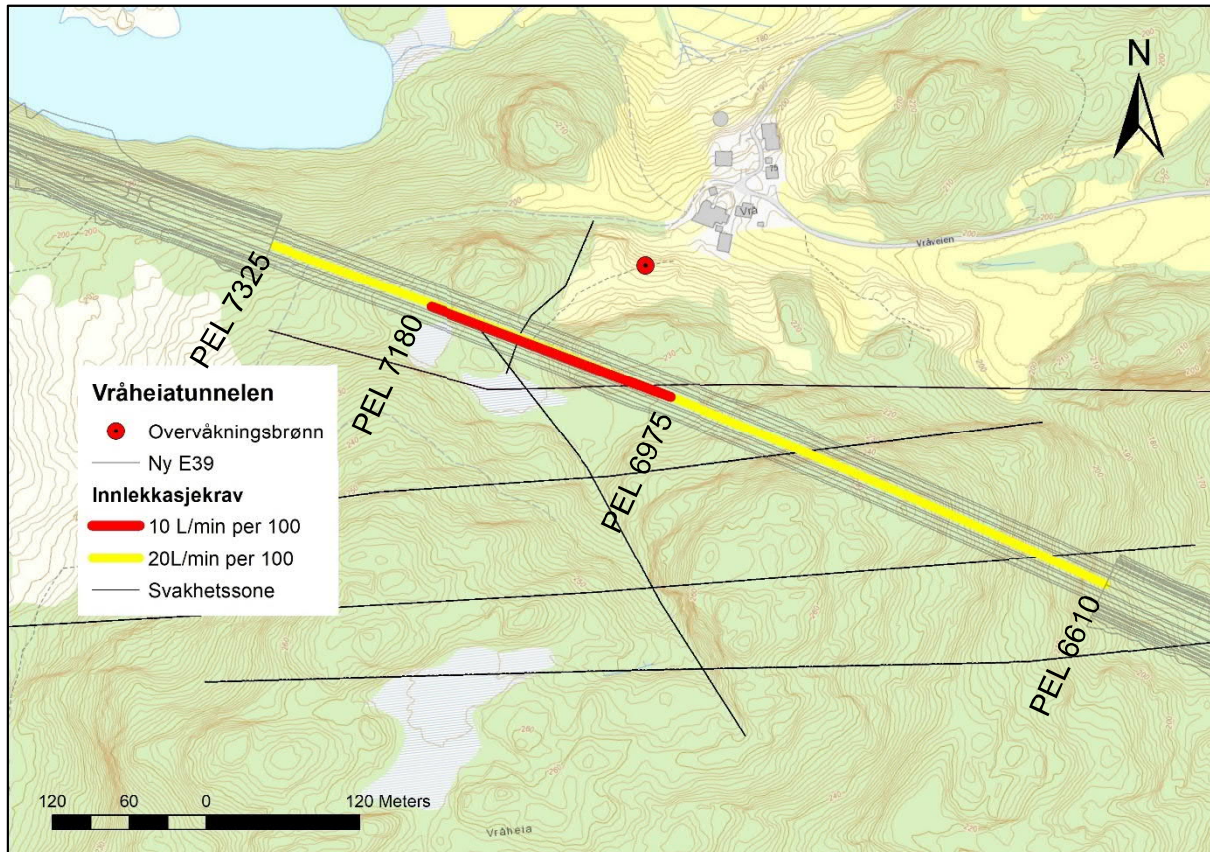 N
Vrå
Vråveien
PEL 7325
PEL 7180
PEL 6975
PEL 6610
Vråheiatunnelen
Overvåkningsbrønn
Ny E39
Innlekkasjekrav
10 L/min per 100
20L/min per 100
Svakhetssone
120 60 0 120 Meters
Vråheia